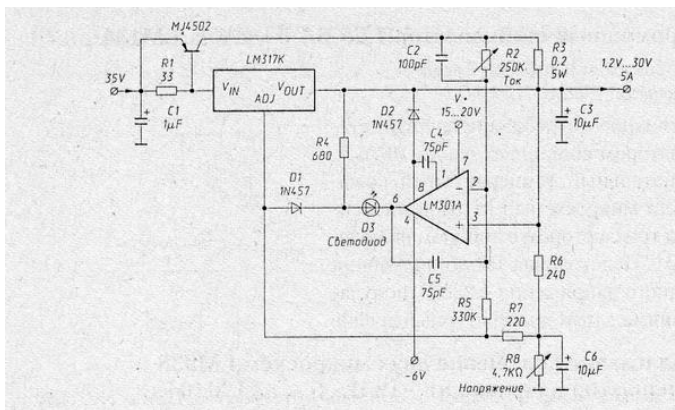 MJ4502
35V
R1
33
LM317K
VIN
VOUT
ADJ
C1
1µF
C2
100pF
R2
250K
Ток
R3
0,2
5W
1,2V...30V
5A
C3
10µF
D2
1N457
C4
75pF
V+
15...20V
R4
680
D1
1N457
D3
Светодиод
LM301A
6
8
1
7
2
3
4
C5
75pF
R5
330K
R6
240
R7
220
R8
4.7KΩ
Напряжение
C6
10µF
-6V